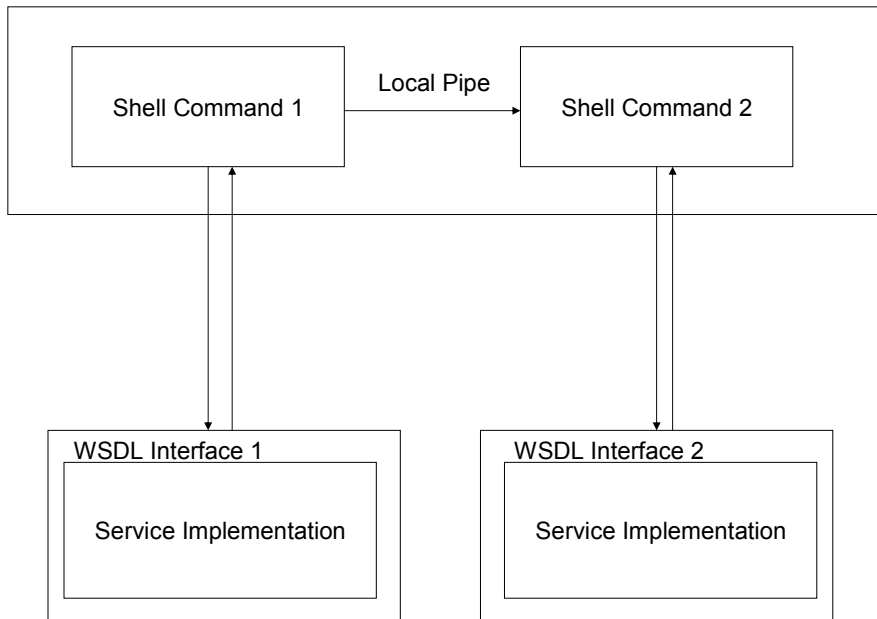 Local Pipe
Shell Command 1
Shell Command 2
WSDL Interface 1
WSDL Interface 2
Service Implementation
Service Implementation